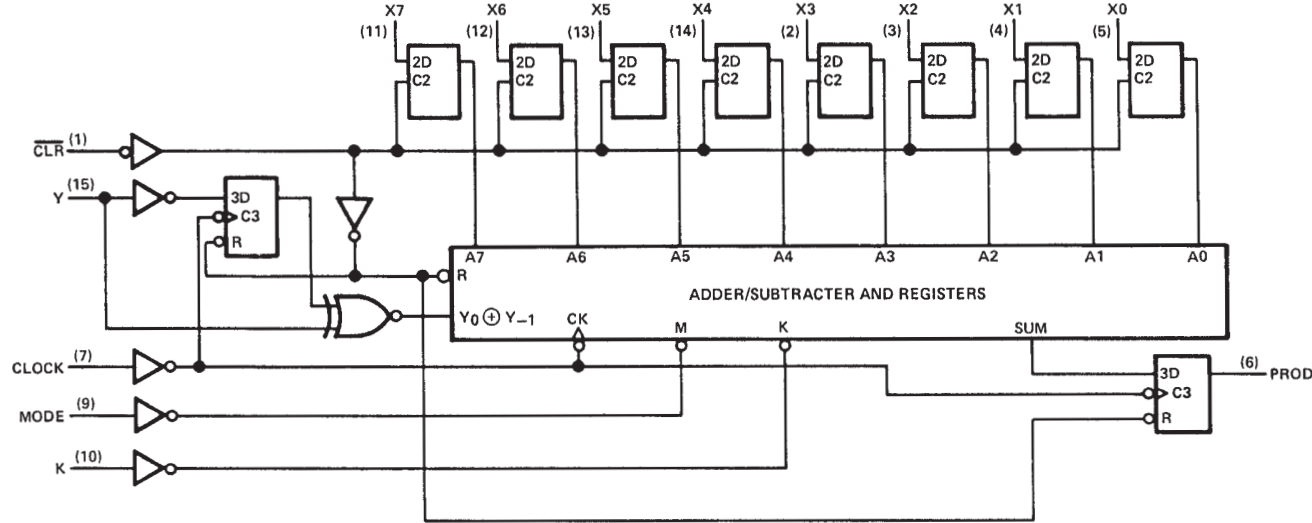 X7 X6 X5 X4 X3 X2 X1 X0
(11) (12) (13) (14) (2) (3) (4) (5)
2D 2D 2D 2D 2D 2D 2D 2D
C2 C2 C2 C2 C2 C2 C2 C2
CLR (1)
Y (15)
3D
C3
R
A7 A6 A5 A4 A3 A2 A1 A0
R
ADDER/SUBTRACTER AND REGISTERS
Y0 ⊕ Y−1
CK M K SUM
CLOCK (7)
3D
C3
R
(6) PROD
MODE (9)
K (10)